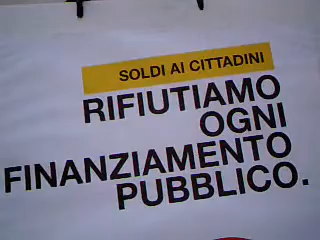 SOLDI AI CITTADINI
RIFIUTIAMO
OGNI
FINANZIAMENTO
PUBBLICO.